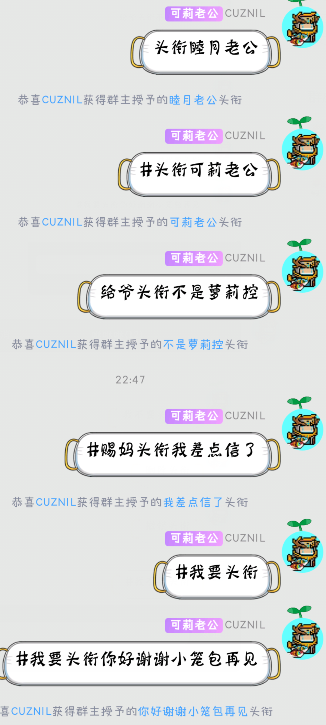 可莉老公 CUZNIL
头衔睦月老公
恭喜CUZNIL获得群主授予的睦月老公头衔
可莉老公 CUZNIL
#头衔可莉老公
恭喜CUZNIL获得群主授予的可莉老公头衔
可莉老公 CUZNIL
给爷头衔不是萝莉控
恭喜CUZNIL获得群主授予的不是萝莉控头衔
22:47
可莉老公 CUZNIL
#赐妈头衔我差点信了
恭喜CUZNIL获得群主授予的我差点信了头衔
可莉老公 CUZNIL
#我要头衔
可莉老公 CUZNIL
#我要头衔你好谢谢小笼包再见
喜CUZNIL获得群主授予的你好谢谢小笼包再见头衔